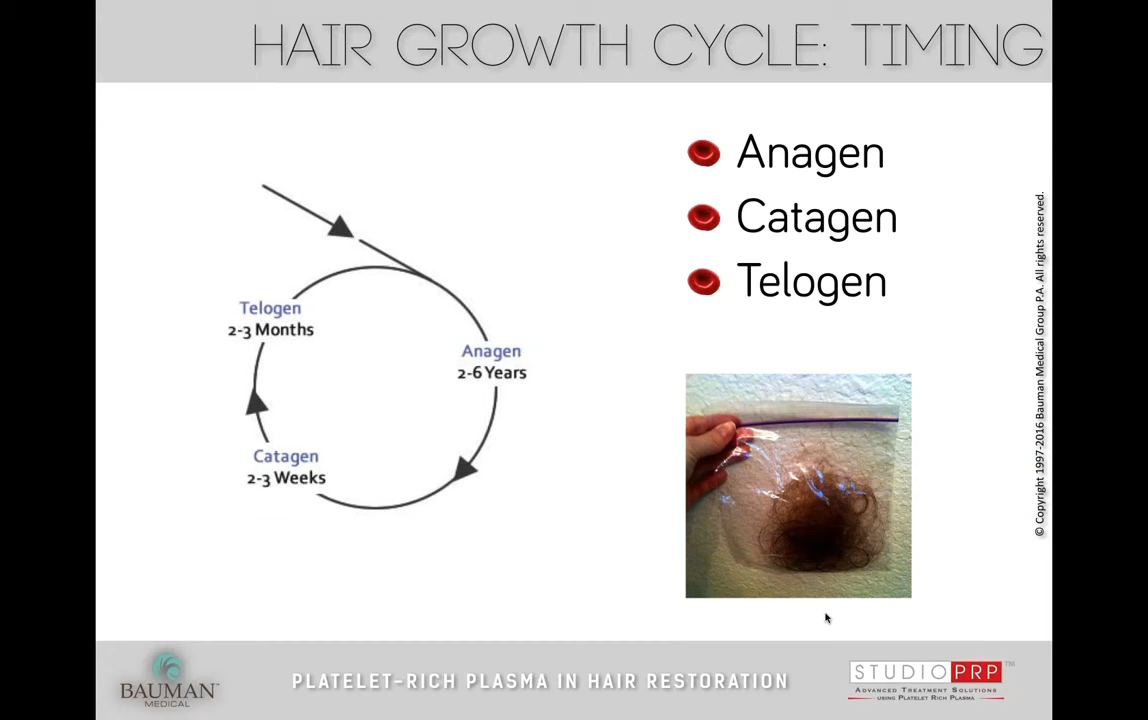 HAIR GROWTH CYCLE: TIMING
Anagen
Catagen
Telogen
Telogen
2-3 Months
Anagen
2-6 Years
Catagen
2-3 Weeks
© Copyright 1997-2016 Bauman Medical Group P.A. All rights reserved.
BAUMAN™
MEDICAL
PLATELET-RICH PLASMA IN HAIR RESTORATION
STUDIO PRP™
ADVANCED TREATMENT SOLUTIONS
USING PLATELET RICH PLASMA